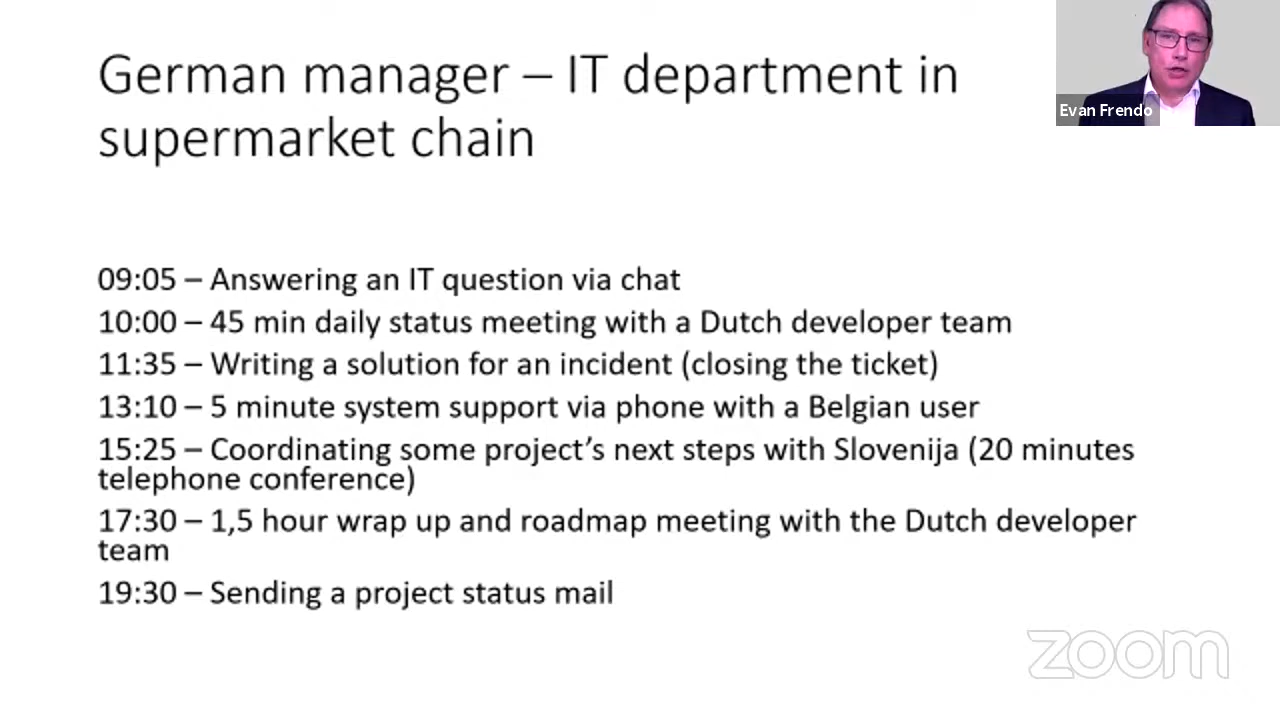 German manager – IT department in
supermarket chain
Evan Frendo
09:05 – Answering an IT question via chat
10:00 – 45 min daily status meeting with a Dutch developer team
11:35 – Writing a solution for an incident (closing the ticket)
13:10 – 5 minute system support via phone with a Belgian user
15:25 – Coordinating some project’s next steps with Slovenija (20 minutes
telephone conference)
17:30 – 1,5 hour wrap up and roadmap meeting with the Dutch developer
team
19:30 – Sending a project status mail
zoom